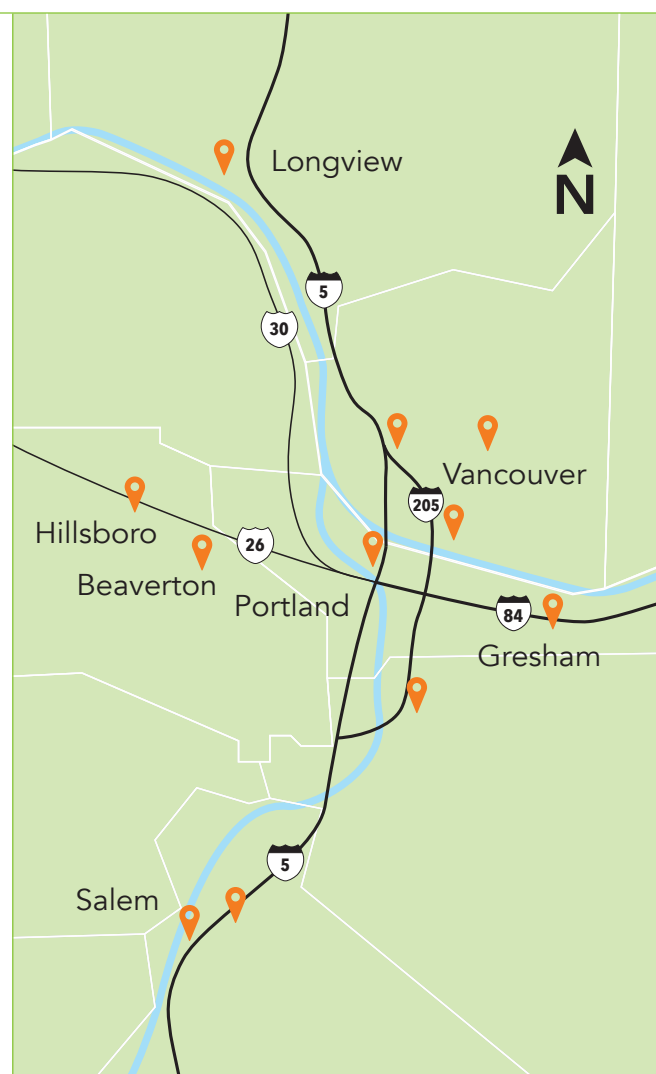 Longview
N
5
30
Vancouver
205
Hillsboro
26
Beaverton
Portland
84
Gresham
5
Salem